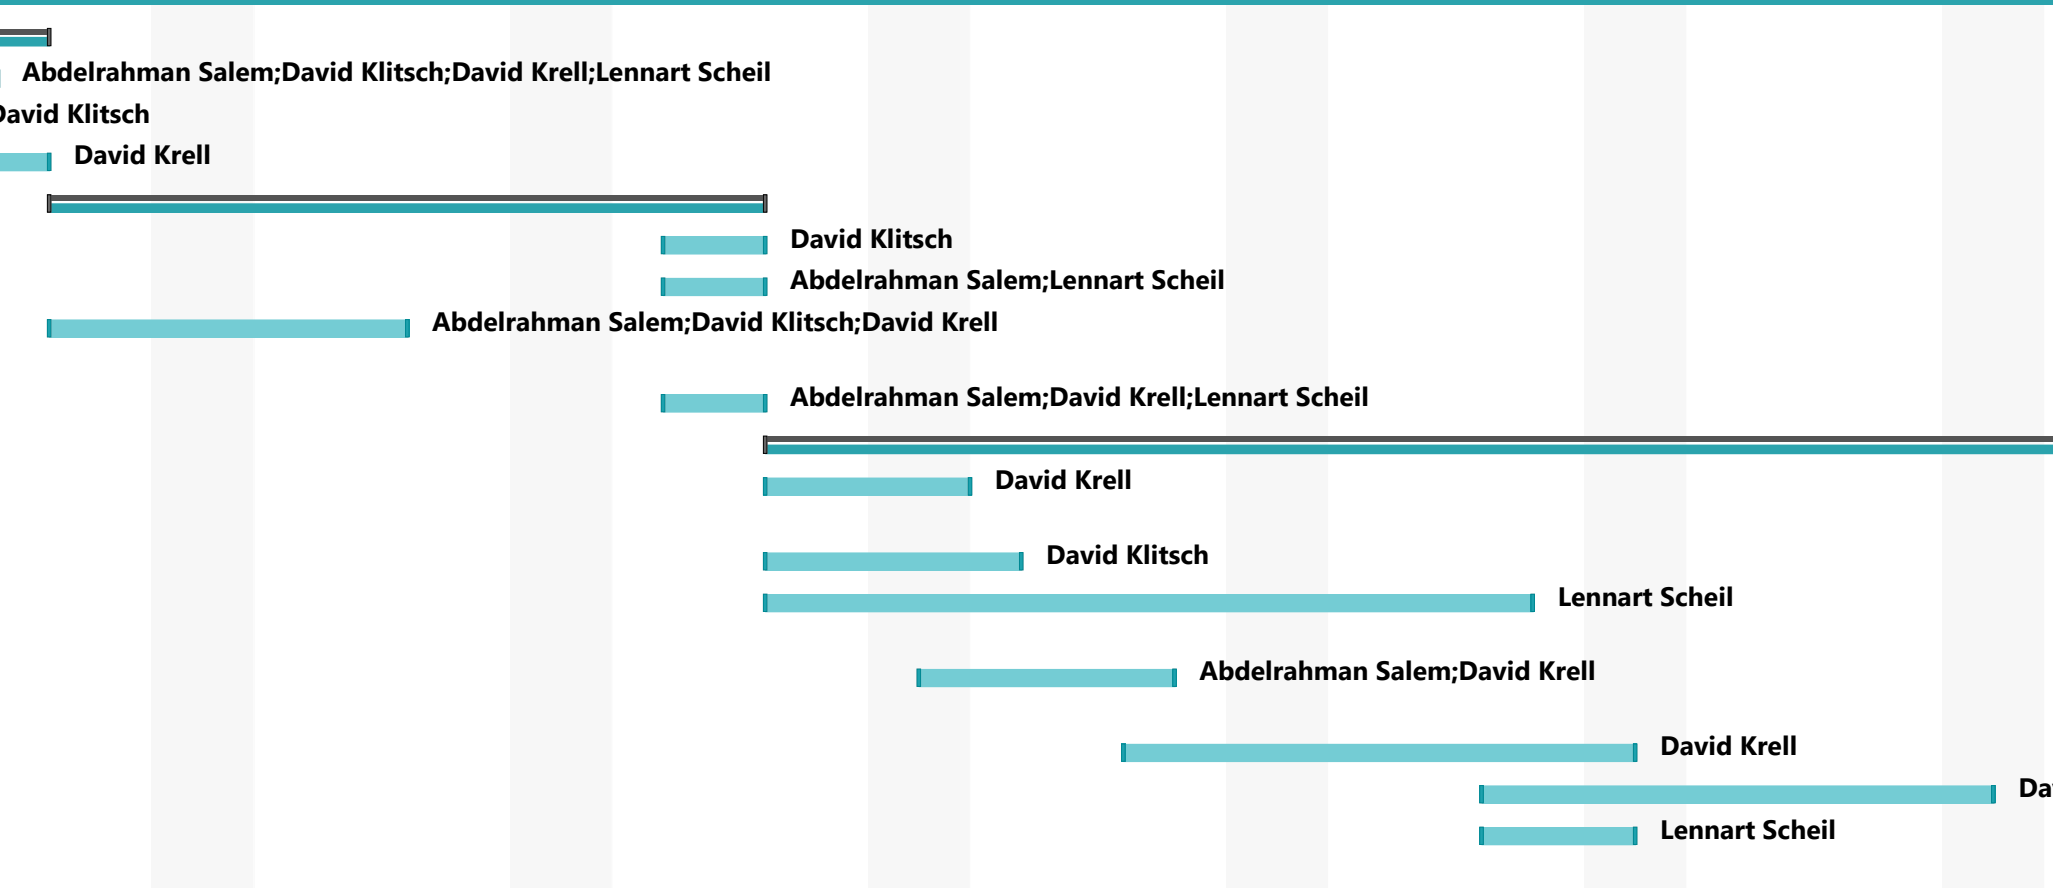 Abdelrahman Salem;David Klitsch;David Krell;Lennart Scheil
David Klitsch
David Krell
David Klitsch
Abdelrahman Salem;Lennart Scheil
Abdelrahman Salem;David Klitsch;David Krell
Abdelrahman Salem;David Krell;Lennart Scheil
David Krell
David Klitsch
Lennart Scheil
Abdelrahman Salem;David Krell
David Krell
Lennart Scheil